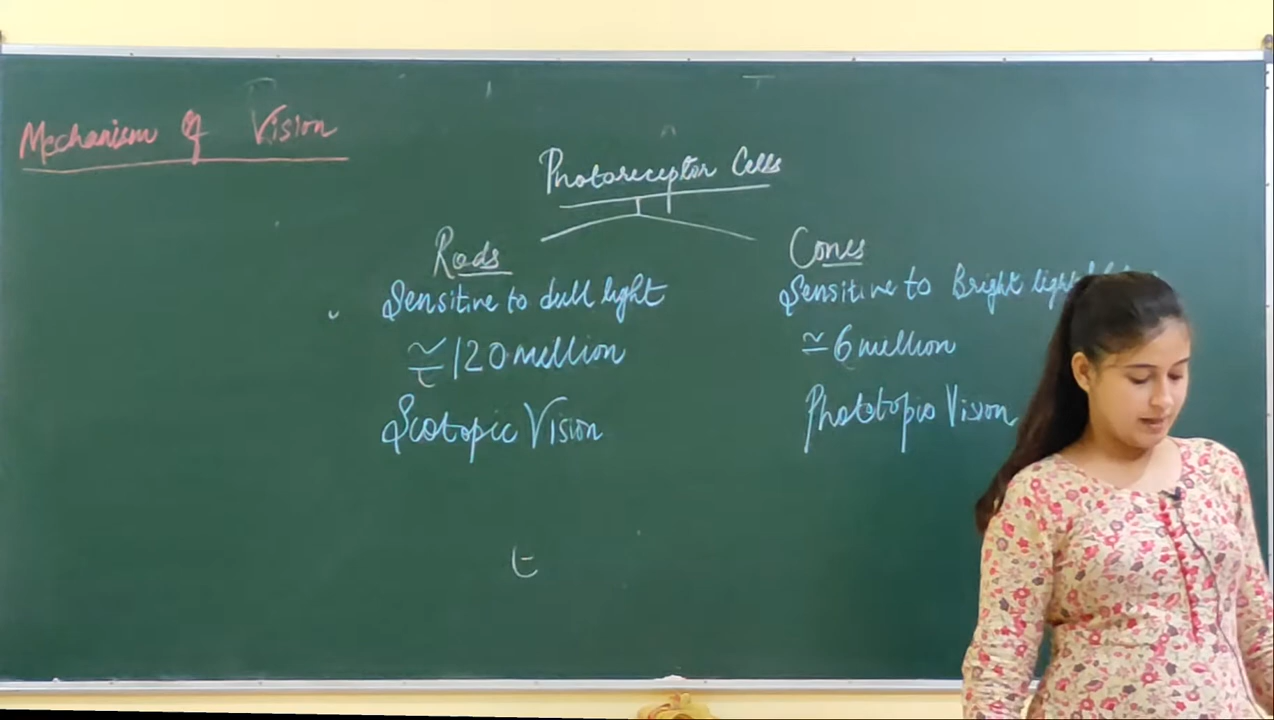 Mechanism of Vision
Photoreceptor Cells
Rods
Cones
Sensitive to dull light
Sensitive to Bright light
≃ 120 million
≃ 6 million
Scotopic Vision
Phototopic Vision
t